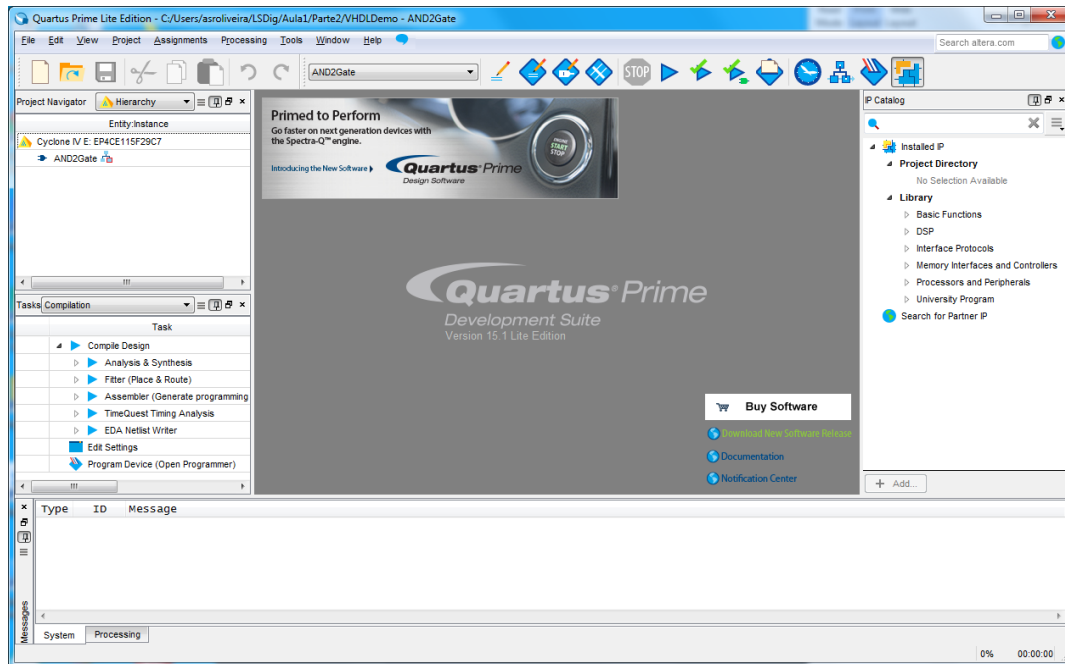 Quartus Prime Lite Edition - C:/Users/asroliveira/LSDig/Aula1/Parte2/VHDLDemo - AND2Gate
File Edit View Project Assignments Processing Tools Window Help
Search altera.com
AND2Gate
STOP
Project Navigator
Hierarchy
Entity:Instance
Cyclone IV E: EP4CE115F29C7
AND2Gate
Tasks
Compilation
Task
Compile Design
Analysis & Synthesis
Fitter (Place & Route)
Assembler (Generate programming
TimeQuest Timing Analysis
EDA Netlist Writer
Edit Settings
Program Device (Open Programmer)
Primed to Perform
Go faster on next generation devices with
the Spectra-Q™ engine.
Introducing the New Software
Quartus® Prime
Design Software
ENGINE
START
STOP
Quartus® Prime
Development Suite
Version 15.1 Lite Edition
Buy Software
Download New Software Release
Documentation
Notification Center
IP Catalog
Installed IP
Project Directory
No Selection Available
Library
Basic Functions
DSP
Interface Protocols
Memory Interfaces and Controllers
Processors and Peripherals
University Program
Search for Partner IP
+ Add...
Type ID Message
Messages
System
Processing
0% 00:00:00